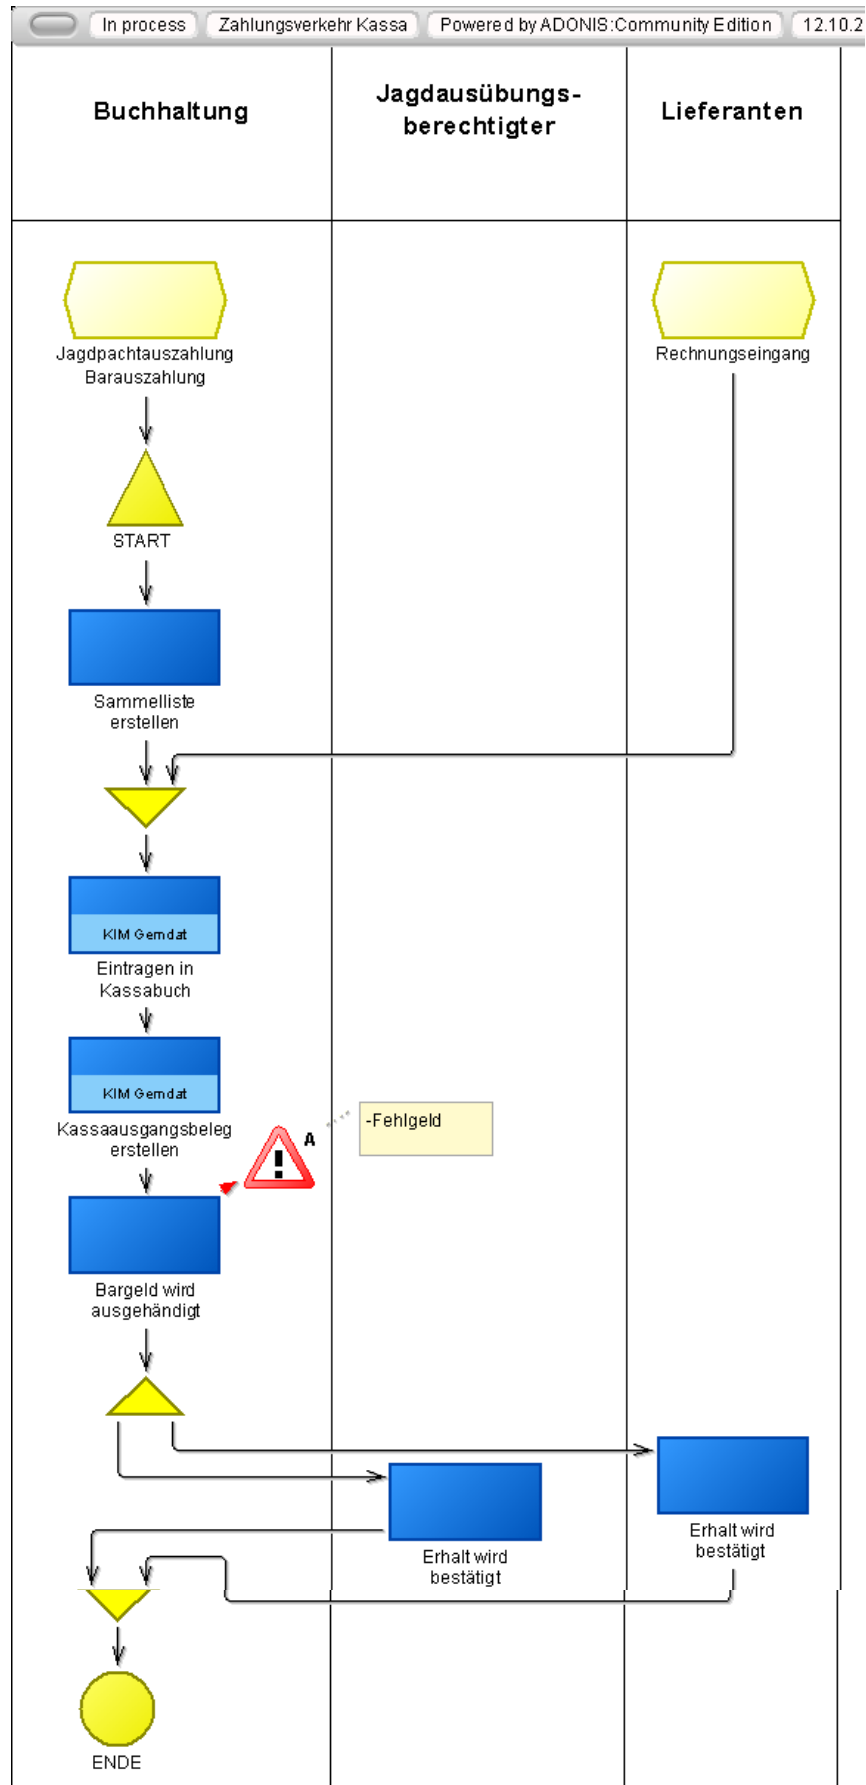 In process
Zahlungsverkehr Kassa
Powered by ADONIS:Community Edition
12.10.2
Buchhaltung
Jagdausübungs-
berechtigter
Lieferanten
Jagdpachtauszahlung
Barauszahlung
Rechnungseingang
START
Sammelliste
erstellen
KIM Gemdat
Eintragen in
Kassabuch
KIM Gemdat
Kassaausgangsbeleg
erstellen
A
-Fehlgeld
Bargeld wird
ausgehändigt
Erhalt wird
bestätigt
Erhalt wird
bestätigt
ENDE